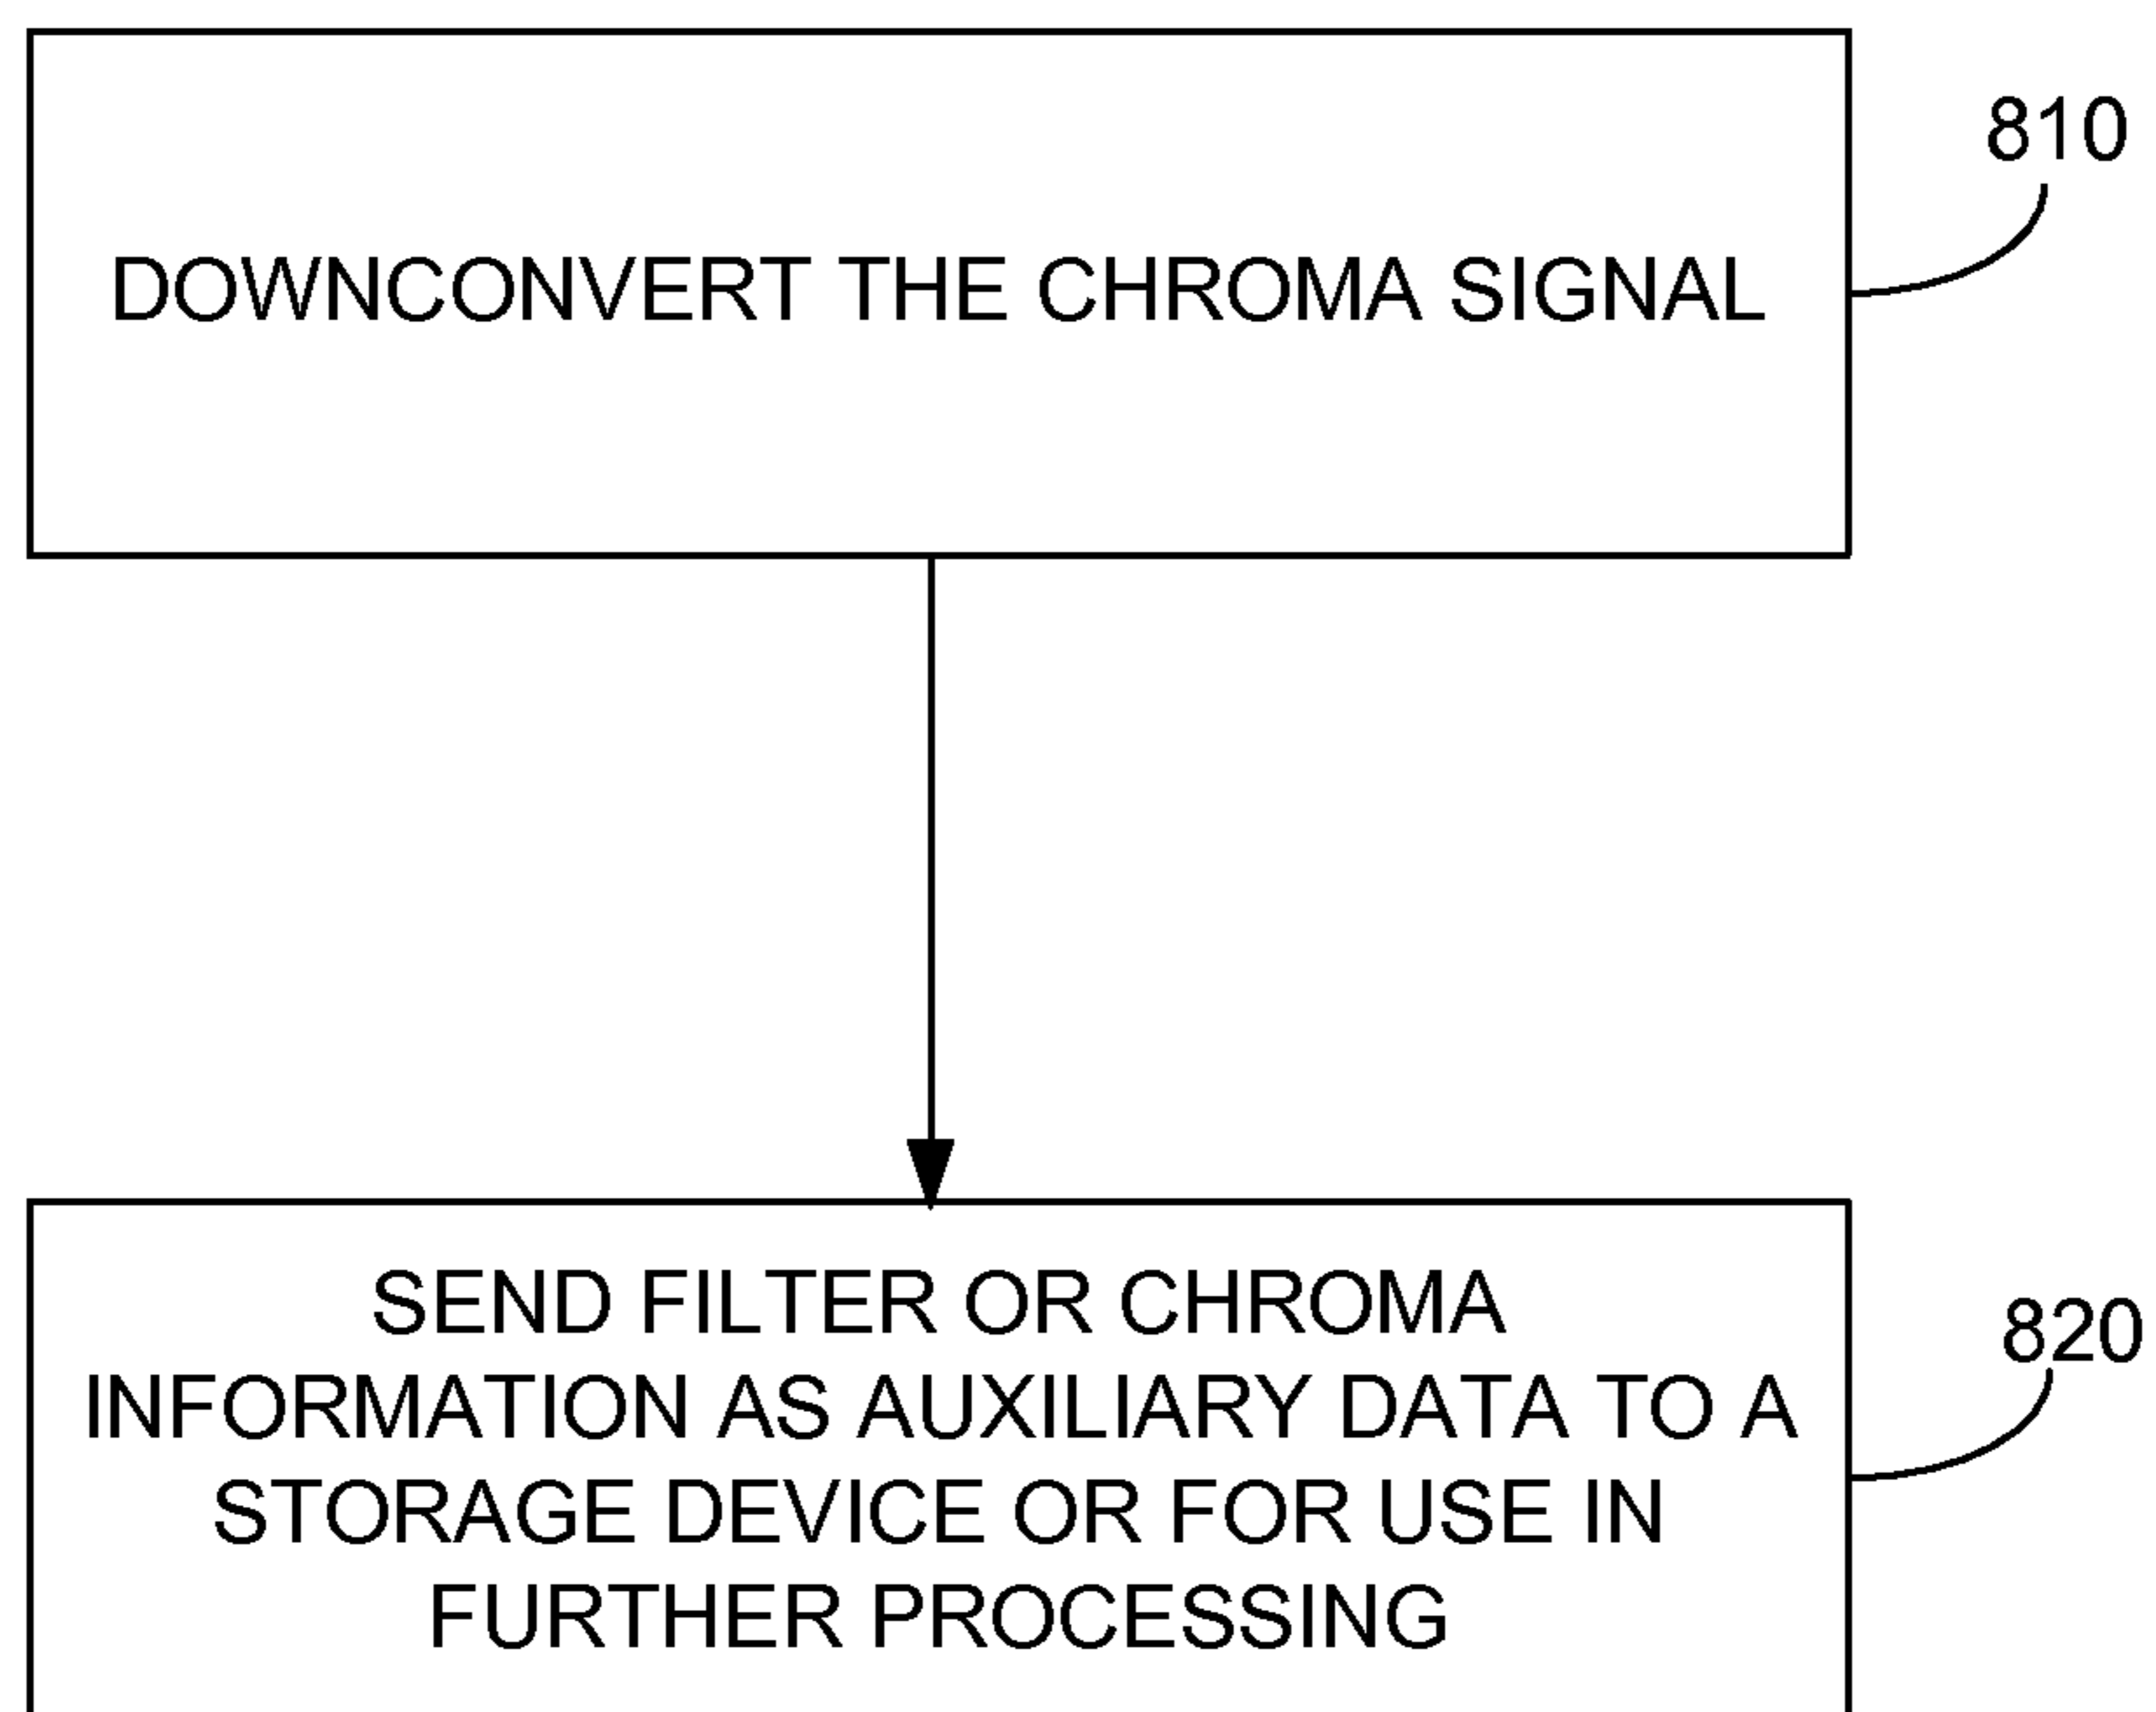 810
DOWNCONVERT THE CHROMA SIGNAL
SEND FILTER OR CHROMA
820
INFORMATION AS AUXILIARY DATA TO A
STORAGE DEVICE OR FOR USE IN
FURTHER PROCESSING